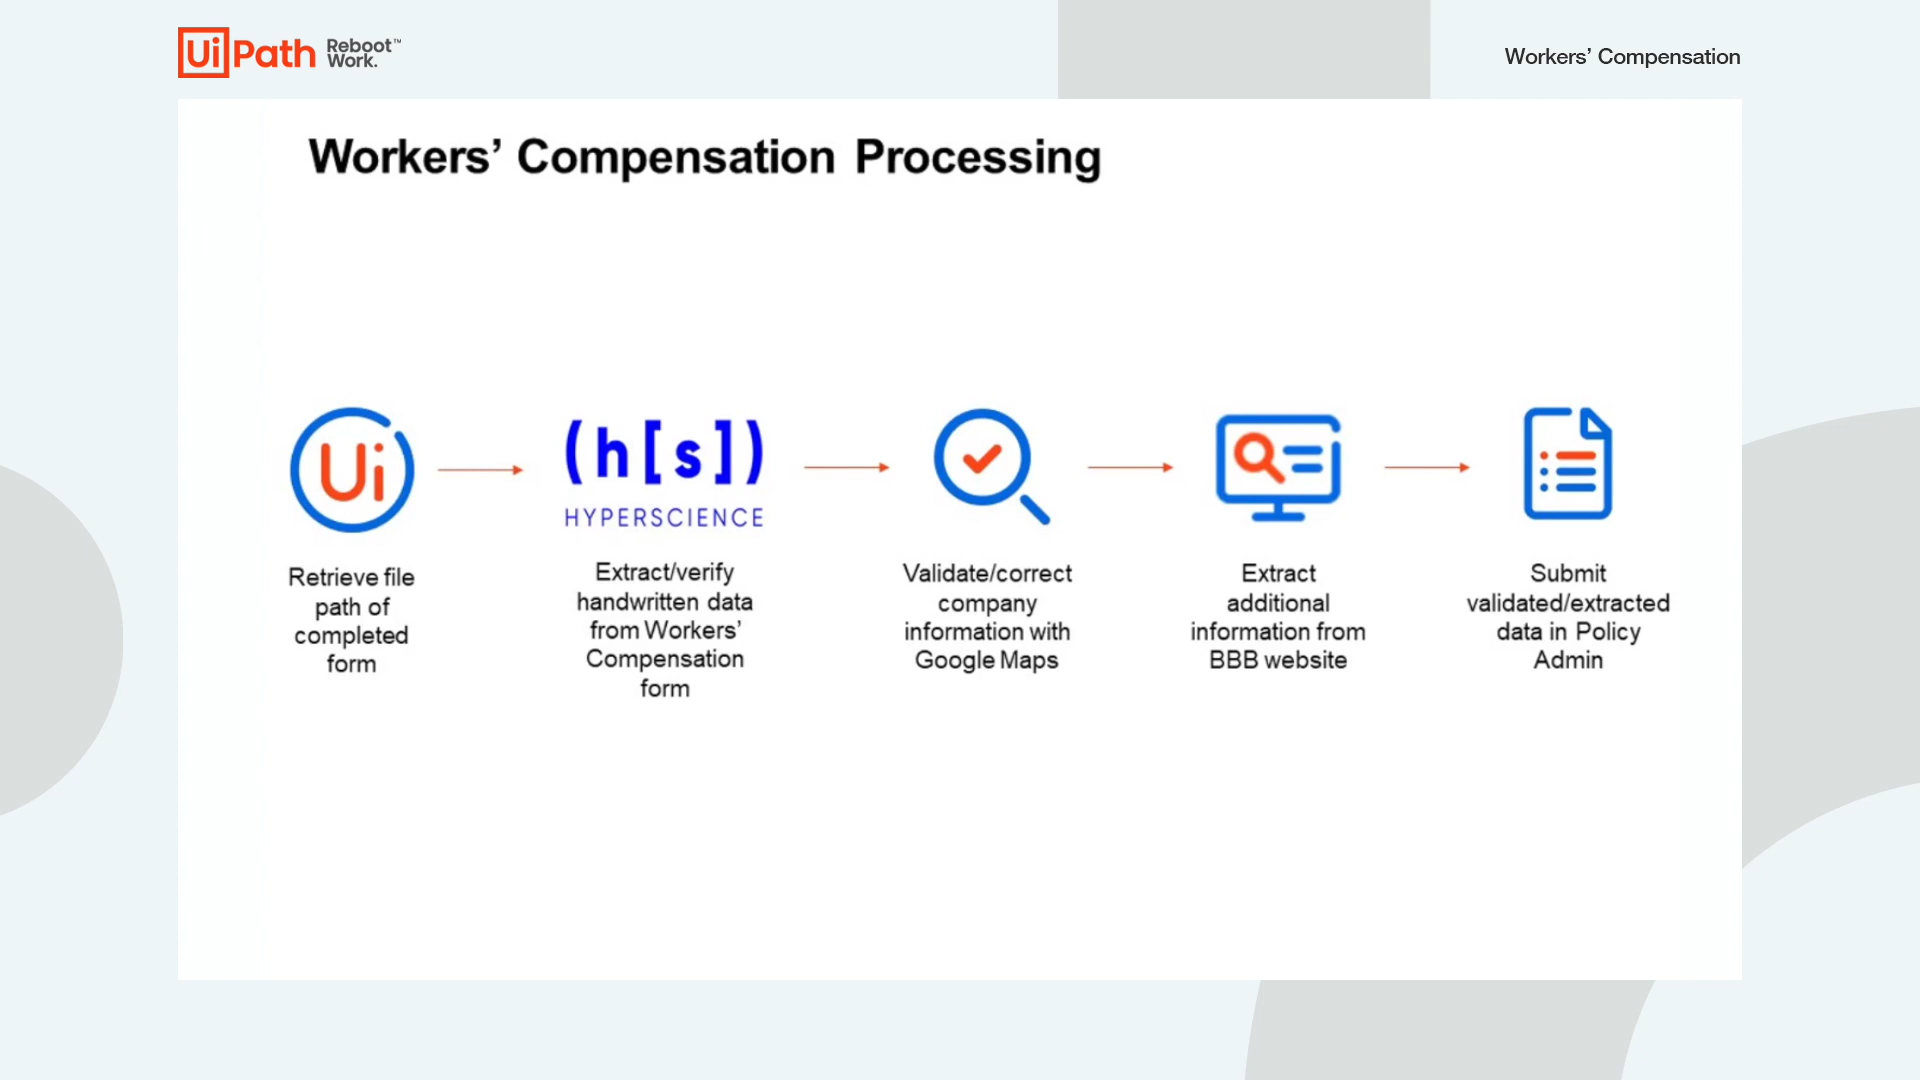 UiPath Reboot Work.™
Workers’ Compensation
Workers’ Compensation Processing
Ui
Retrieve file
path of
completed
form
(h[s])
HYPERSCIENCE
Extract/verify
handwritten data
from Workers’
Compensation
form
Validate/correct
company
information with
Google Maps
Extract
additional
information from
BBB website
Submit
validated/extracted
data in Policy
Admin